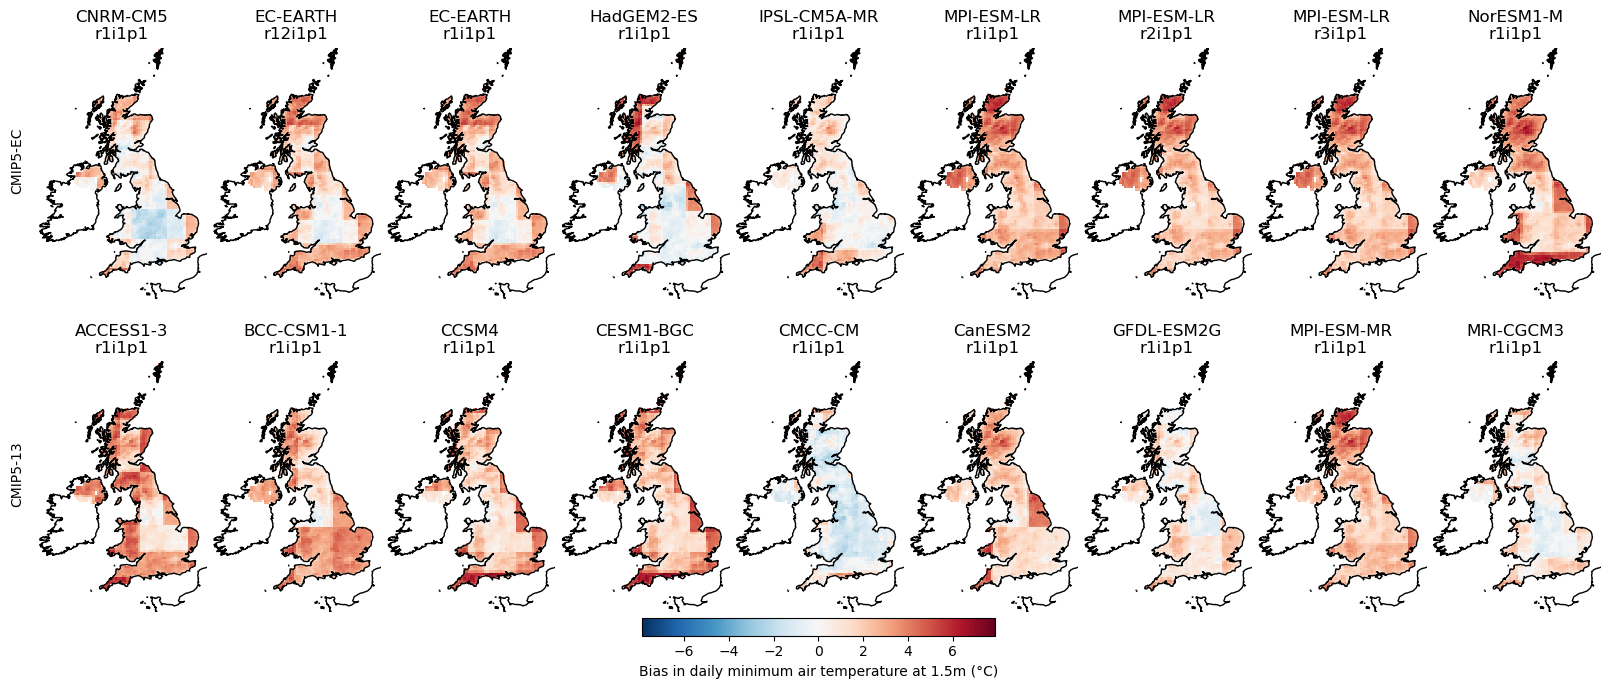 CNRM-CM5
r1i1p1
EC-EARTH
r12i1p1
EC-EARTH
r1i1p1
HadGEM2-ES
r1i1p1
IPSL-CM5A-MR
r1i1p1
MPI-ESM-LR
r1i1p1
MPI-ESM-LR
r2i1p1
MPI-ESM-LR
r3i1p1
NorESM1-M
r1i1p1
CMIP5-EC
ACCESS1-3
r1i1p1
BCC-CSM1-1
r1i1p1
CCSM4
r1i1p1
CESM1-BGC
r1i1p1
CMCC-CM
r1i1p1
CanESM2
r1i1p1
GFDL-ESM2G
r1i1p1
MPI-ESM-MR
r1i1p1
MRI-CGCM3
r1i1p1
CMIP5-13
−6 −4 −2 0 2 4 6
Bias in daily minimum air temperature at 1.5m (°C)